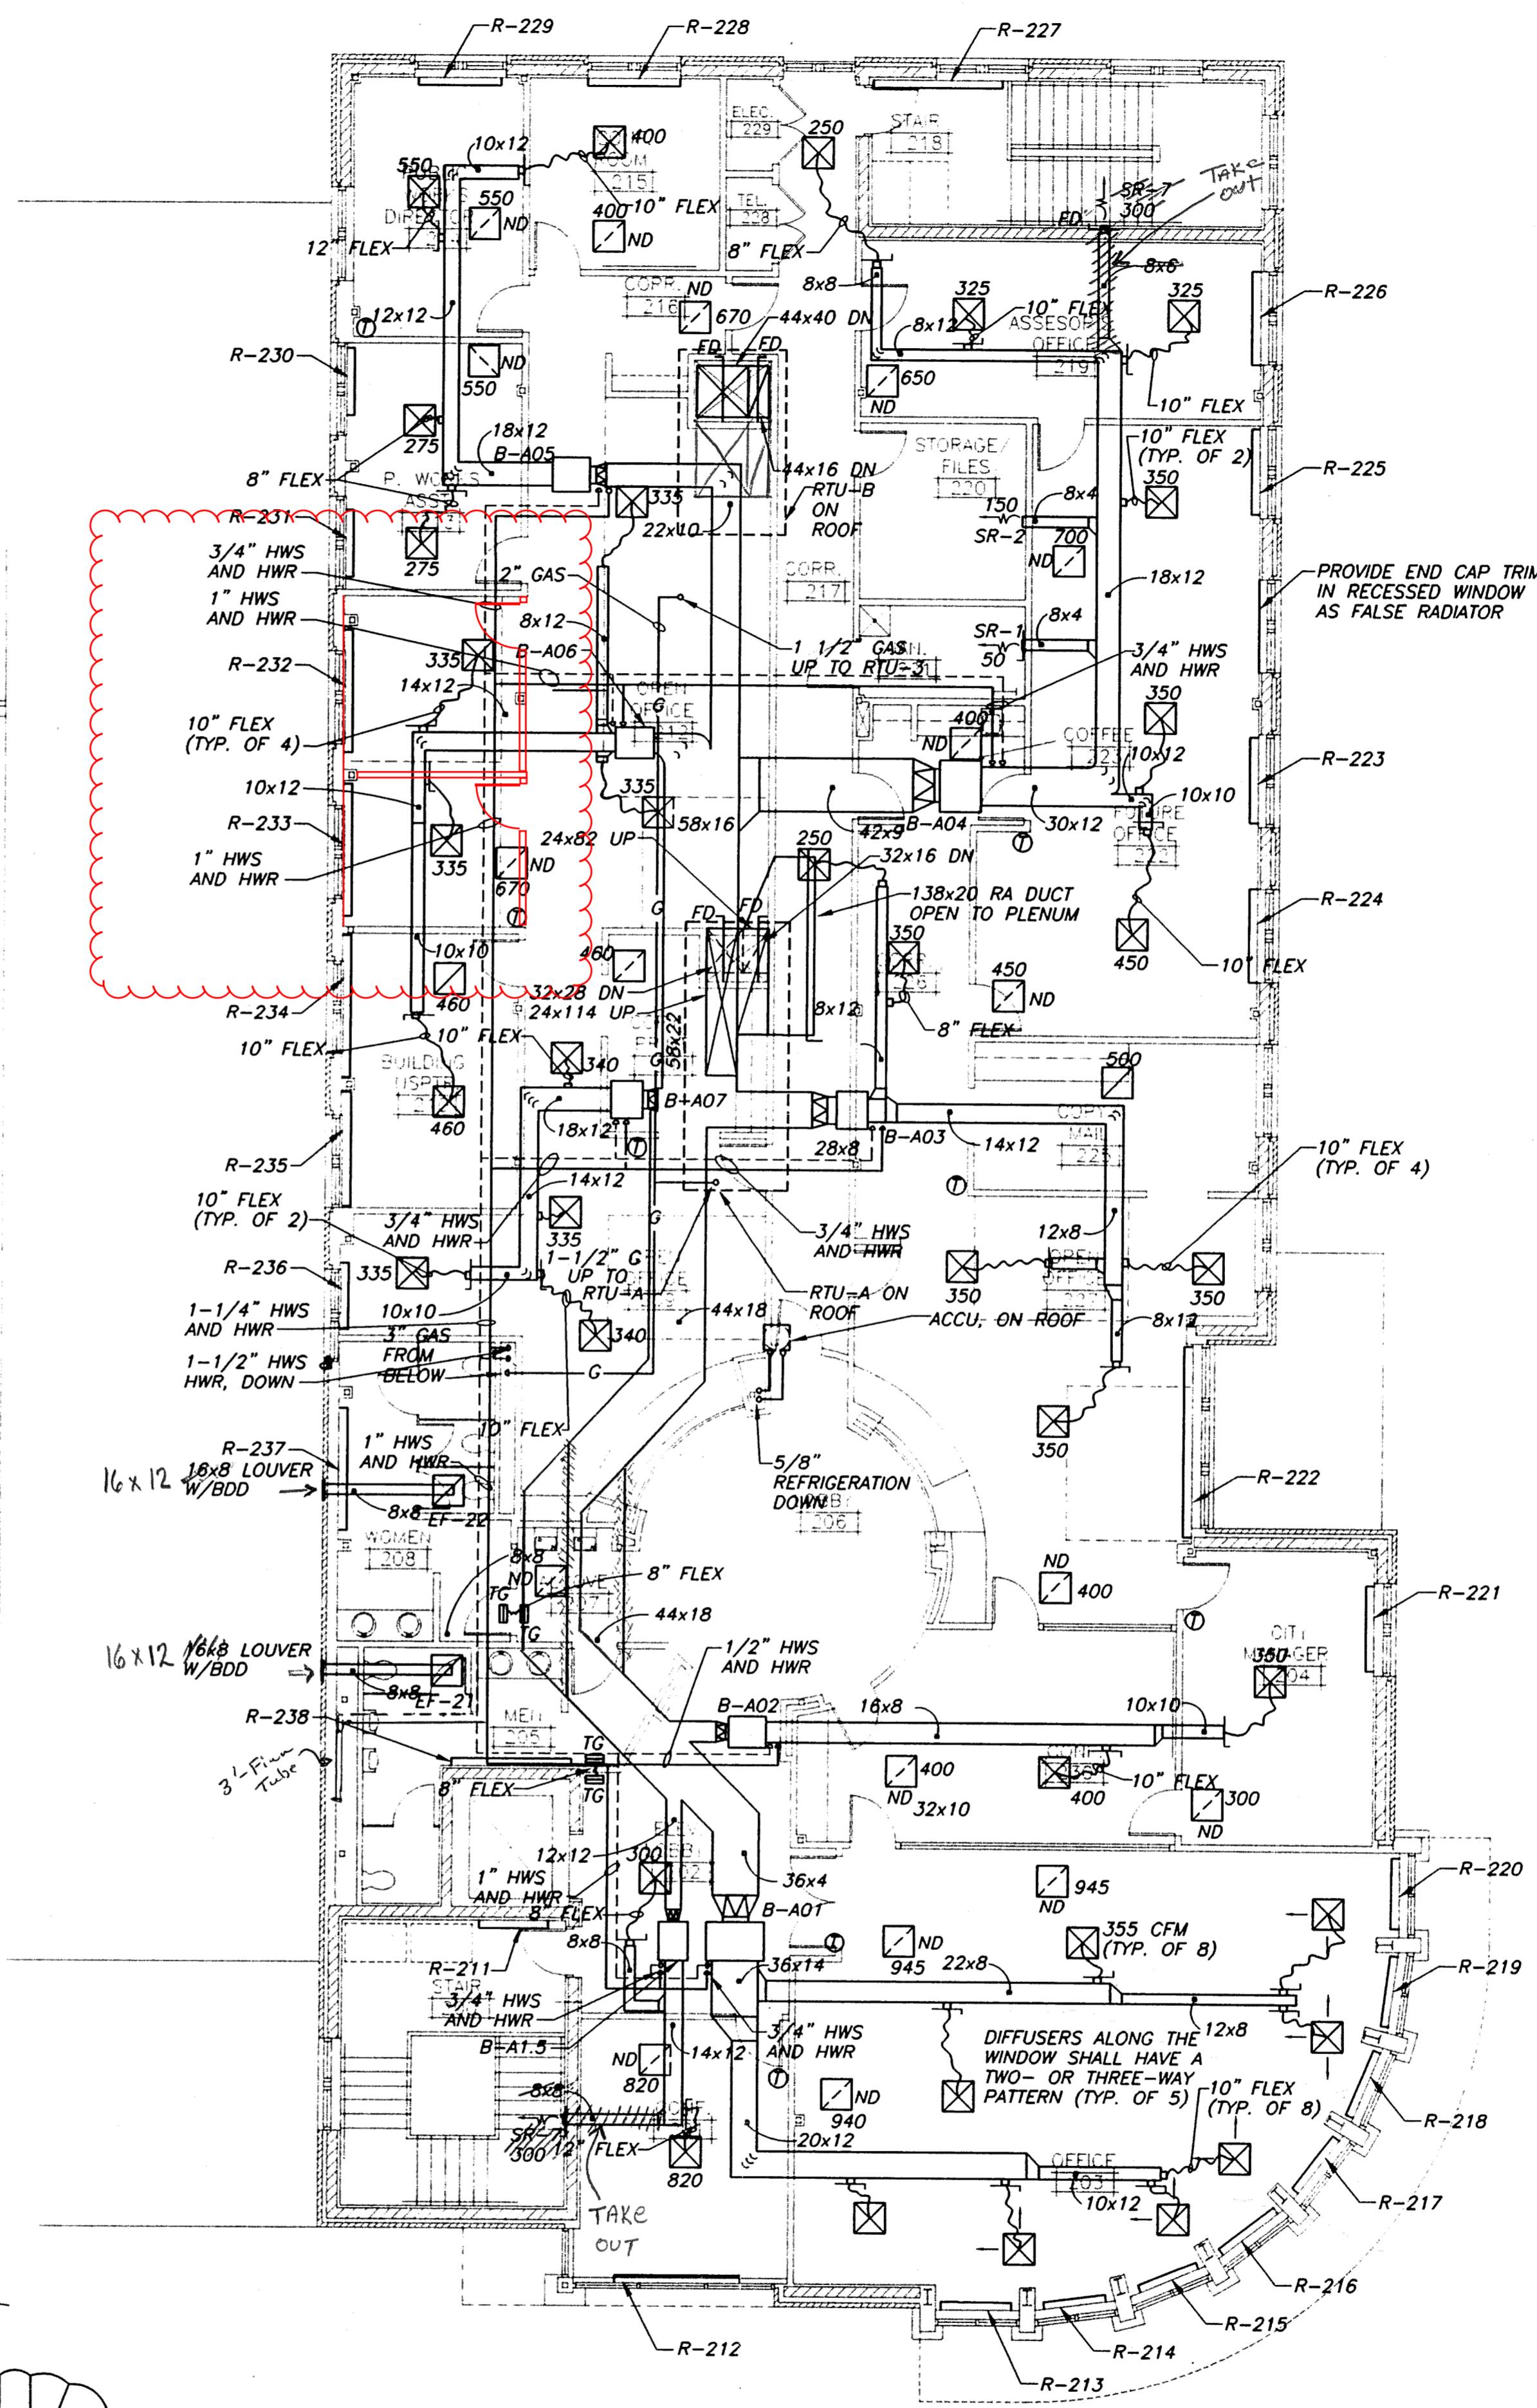 R-229
R-228
R-227
ELEC.
229
250
STAIR
218
TAKE
OUT
10x12
400
ROOM
215
SR-7
300
550
550
ND
400
ND
10" FLEX
TEL.
228
FD
DIRECTOR
12" FLEX
8" FLEX
8x6
CORR.
216
ND
670
8x8
325
10" FLEX
325
R-226
12x12
44x40 DN
8x12
ASSESOR'S
OFFICE
219
R-230
ND
550
FD
FD
650
ND
10" FLEX
275
18x12
B-A05
STORAGE/
FILES
220
10" FLEX
(TYP. OF 2)
350
R-225
8" FLEX
P. WORKS
ASST
44x16 DN
RTU-B
ON
ROOF
335
22x10
150
SR-2
8x4
700
ND
R-231
275
3/4" HWS
AND HWR
2" GAS
CORR.
217
18x12
PROVIDE END CAP TRIM
IN RECESSED WINDOW
AS FALSE RADIATOR
1" HWS
AND HWR
8x12
SR-1
50
8x4
R-232
335
B-A06
1 1/2" GAS
UP TO RTU-3
3/4" HWS
AND HWR
14x12
OPEN
OFFICE
212
G
350
10" FLEX
(TYP. OF 4)
400
ND
COFFEE
223
10x12
R-223
10x12
335
58x16
10x10
R-233
335
24x82 UP
42x9
B-A04
30x12
FUTURE
OFFICE
222
1" HWS
AND HWR
ND
670
250
32x16 DN
138x20 RA DUCT
OPEN TO PLENUM
R-224
G
FD
FD
T
350
10x10
460
450
10" FLEX
460
32x28 DN
24x114 UP
450
ND
R-234
8x12
8" FLEX
10" FLEX
10" FLEX
58x22
G
BUILDING
340
500
460
B-A07
18x12
28x8
B-A03
14x12
COPY
MAIL
225
R-235
T
10" FLEX
(TYP. OF 4)
14x12
T
10" FLEX
(TYP. OF 2)
3/4" HWS
AND HWR
335
G
3/4" HWS
AND HWR
12x8
R-236
335
1-1/2" G
UP TO
RTU-A
350
350
10x10
44x18
RTU-A ON
ROOF
1-1/4" HWS
AND HWR
340
ACCU, ON ROOF
8x12
3" GAS
FROM
BELOW
1-1/2" HWS
HWR, DOWN
G
10" FLEX
350
R-237
1" HWS
AND HWR
5/8"
REFRIGERATION
DOWN
R-222
16x12
16x8 LOUVER
W/BDD
8x8
EF-22
206
WOMEN
208
8x8
ND
8" FLEX
ND
400
R-221
TG
TG
44x18
T
16x12
16x8 LOUVER
W/BDD
1/2" HWS
AND HWR
CITY
MANAGER
350
8x8
EF-21
B-A02
16x8
10x10
R-238
MEN
205
3'-Finn
Tube
TG
8" FLEX
TG
400
ND
32x10
400
10" FLEX
300
ND
12x12
300
36x4
945
ND
R-220
1" HWS
AND HWR
8" FLEX
B-A01
355 CFM
(TYP. OF 8)
8x8
T
ND
945
22x8
R-211
36x14
R-219
STAIR
3/4" HWS
AND HWR
3/4" HWS
AND HWR
12x8
B-A1.5
ND
820
14x12
DIFFUSERS ALONG THE
WINDOW SHALL HAVE A
TWO- OR THREE-WAY
PATTERN (TYP. OF 5)
T
ND
940
10" FLEX
(TYP. OF 8)
R-218
8x8
SR-7
300
12"
FLEX
20x12
820
OFFICE
203
10x12
R-217
TAKE
OUT
R-216
R-215
R-212
R-214
R-213